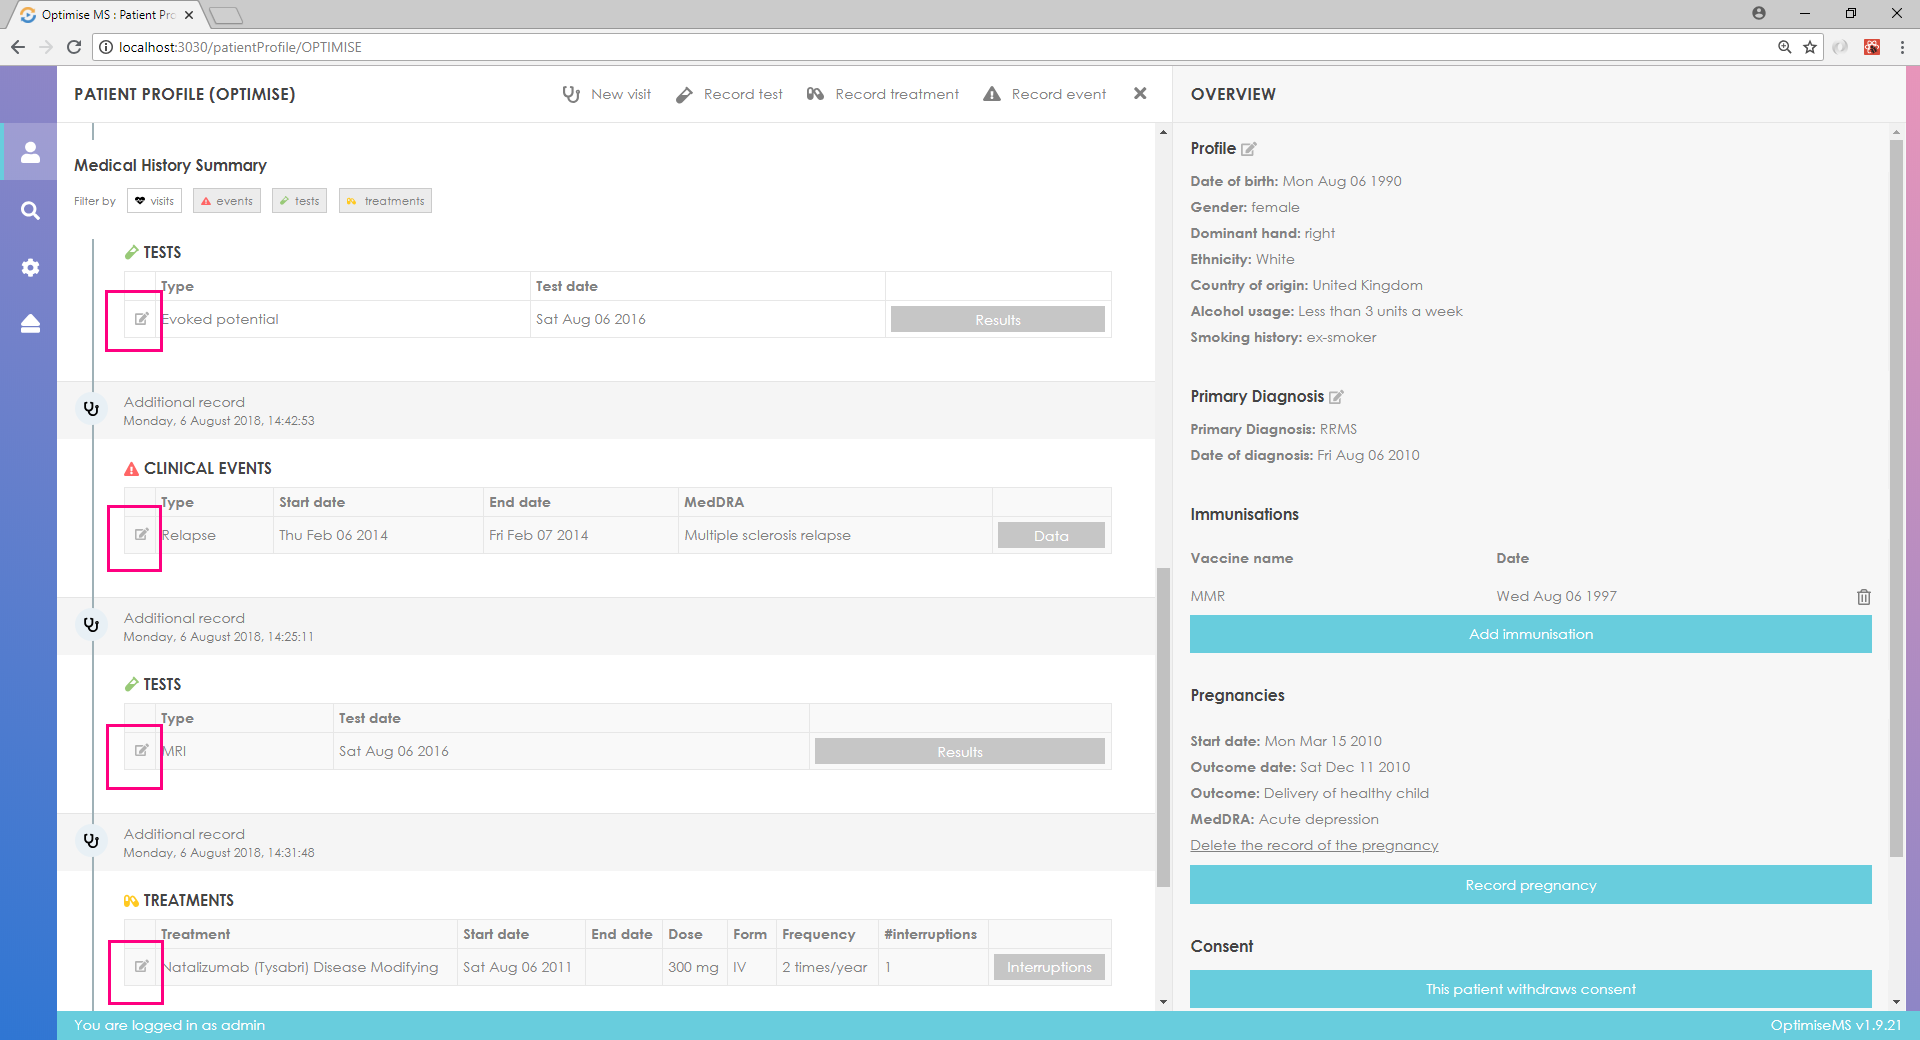 Optimise MS : Patient Pro
localhost:3030/patientProfile/OPTIMISE
PATIENT PROFILE (OPTIMISE)
New visit
Record test
Record treatment
Record event
Medical History Summary
Filter by
visits
events
tests
treatments
TESTS
Type Test date
Evoked potential Sat Aug 06 2016 Results
Additional record
Monday, 6 August 2018, 14:42:53
CLINICAL EVENTS
Type Start date End date MedDRA
Relapse Thu Feb 06 2014 Fri Feb 07 2014 Multiple sclerosis relapse Data
Additional record
Monday, 6 August 2018, 14:25:11
TESTS
Type Test date
MRI Sat Aug 06 2016 Results
Additional record
Monday, 6 August 2018, 14:31:48
TREATMENTS
Treatment Start date End date Dose Form Frequency #interruptions
Natalizumab (Tysabri) Disease Modifying Sat Aug 06 2011 300 mg IV 2 times/year 1 Interruptions
OVERVIEW
Profile
Date of birth: Mon Aug 06 1990
Gender: female
Dominant hand: right
Ethnicity: White
Country of origin: United Kingdom
Alcohol usage: Less than 3 units a week
Smoking history: ex-smoker
Primary Diagnosis
Primary Diagnosis: RRMS
Date of diagnosis: Fri Aug 06 2010
Immunisations
Vaccine name Date
MMR Wed Aug 06 1997
Add immunisation
Pregnancies
Start date: Mon Mar 15 2010
Outcome date: Sat Dec 11 2010
Outcome: Delivery of healthy child
MedDRA: Acute depression
Delete the record of the pregnancy
Record pregnancy
Consent
This patient withdraws consent
You are logged in as admin
OptimiseMS v1.9.21